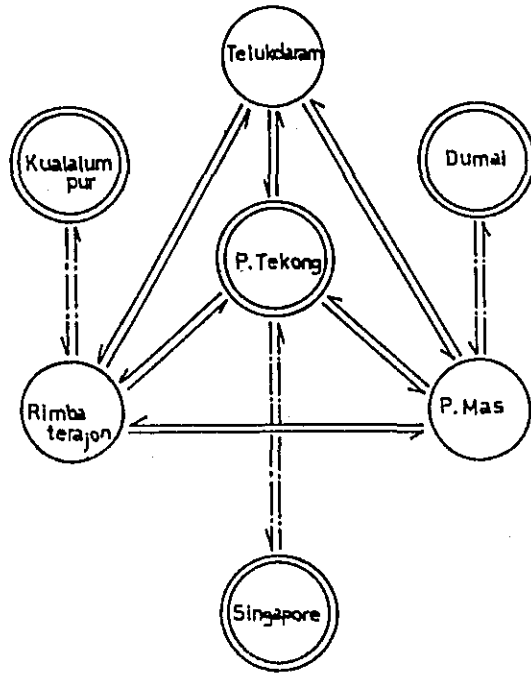 Telukdaram
Kualalum
pur
Dumai
P.Tekong
Rimba
terajon
P.Mas
Singapore